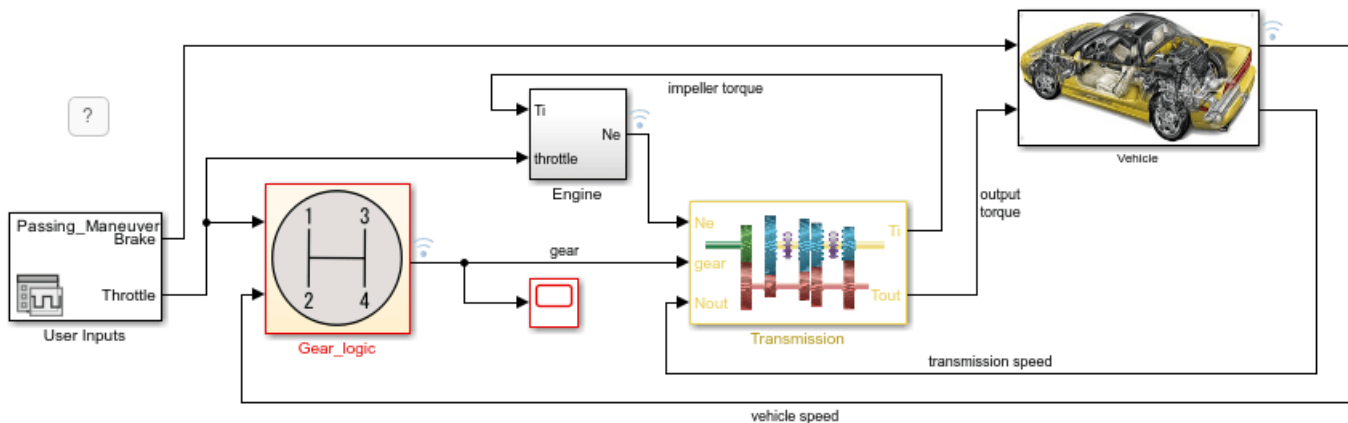 ?
Passing_Maneuver
Brake
Throttle
User Inputs
1
3
2
4
Gear_logic
gear
impeller torque
Ti
Ne
throttle
Engine
Ne
gear
Nout
Ti
Tout
Transmission
output
torque
Vehicle
transmission speed
vehicle speed